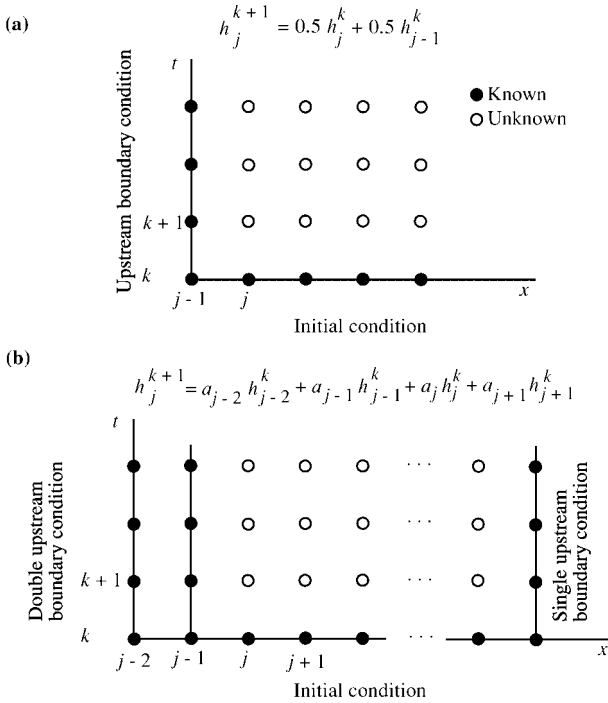 (a)
h_j^{k+1} = 0.5 h_j^k + 0.5 h_{j-1}^k
t
Known
Unknown
Upstream boundary condition
k + 1
k
x
j - 1 j
Initial condition
(b)
h_j^{k+1} = a_{j-2} h_{j-2}^k + a_{j-1} h_{j-1}^k + a_j h_j^k + a_{j+1} h_{j+1}^k
t
Double upstream
boundary condition
· · ·
· · ·
k + 1
· · ·
k
· · ·
Single upstream
boundary condition
x
j - 2 j - 1 j j + 1
Initial condition